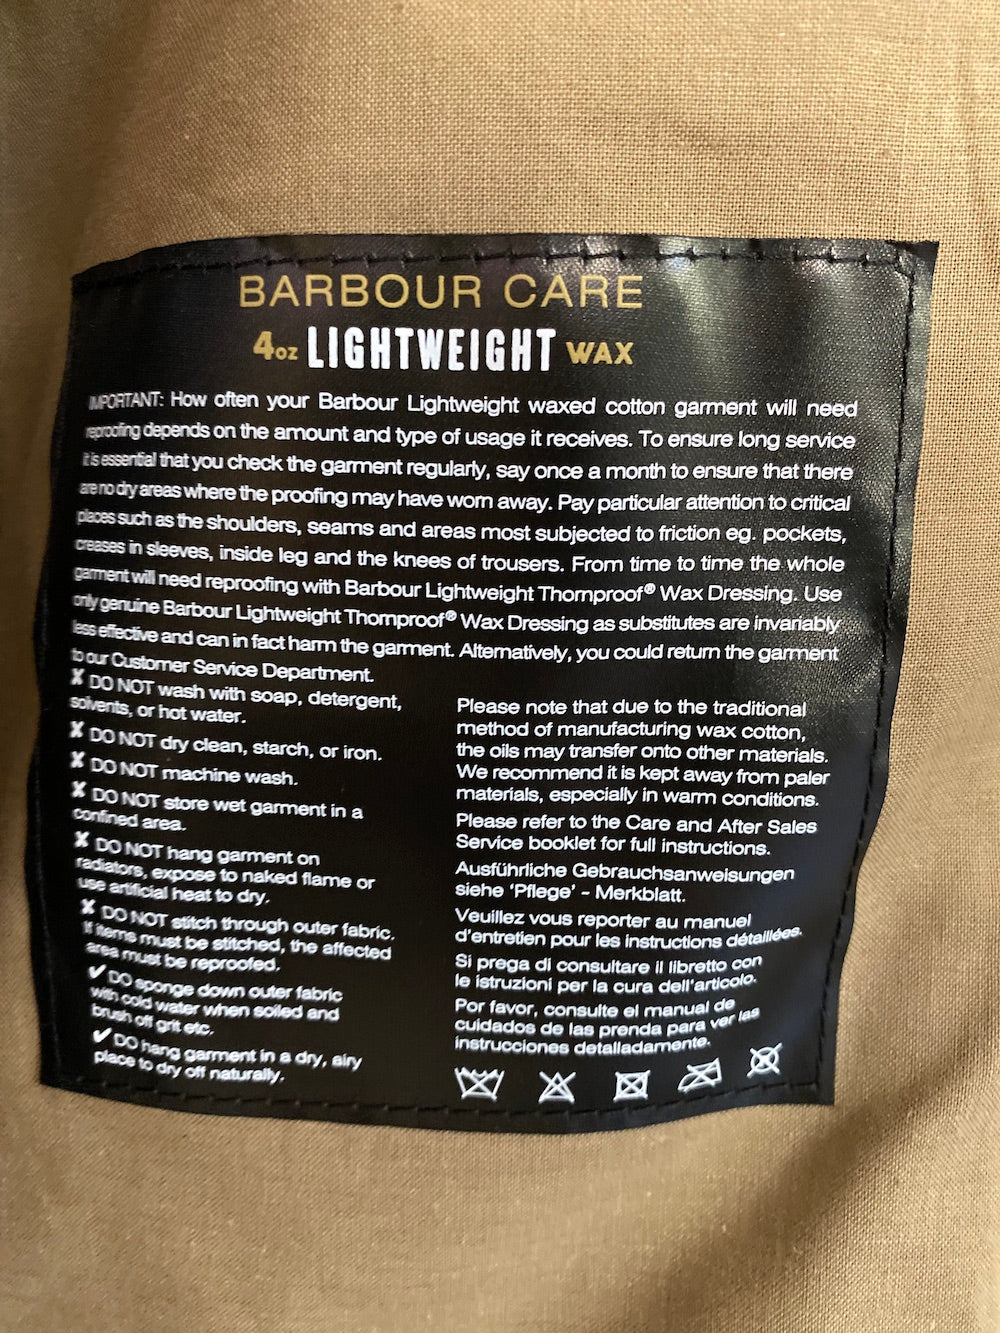 BARBOUR CARE
4oz LIGHTWEIGHT WAX
IMPORTANT: How often your Barbour Lightweight waxed cotton garment will need
reproofing depends on the amount and type of usage it receives. To ensure long service
it is essential that you check the garment regularly, say once a month to ensure that there
are no dry areas where the proofing may have worn away. Pay particular attention to critical
places such as the shoulders, seams and areas most subjected to friction eg. pockets,
creases in sleeves, inside leg and the knees of trousers. From time to time the whole
garment will need reproofing with Barbour Lightweight Thornproof® Wax Dressing. Use
only genuine Barbour Lightweight Thornproof® Wax Dressing as substitutes are invariably
less effective and can in fact harm the garment. Alternatively, you could return the garment
to our Customer Service Department.
✘ DO NOT wash with soap, detergent,
solvents, or hot water.
✘ DO NOT dry clean, starch, or iron.
✘ DO NOT machine wash.
✘ DO NOT store wet garment in a
confined area.
✘ DO NOT hang garment on
radiators, expose to naked flame or
use artificial heat to dry.
✘ DO NOT stitch through outer fabric.
If items must be stitched, the affected
area must be reproofed.
✔ DO sponge down outer fabric
with cold water when soiled and
brush off grit etc.
✔ DO hang garment in a dry, airy
place to dry off naturally.
Please note that due to the traditional
method of manufacturing wax cotton,
the oils may transfer onto other materials.
We recommend it is kept away from paler
materials, especially in warm conditions.
Please refer to the Care and After Sales
Service booklet for full instructions.
Ausführliche Gebrauchsanweisungen
siehe 'Pflege' - Merkblatt.
Veuillez vous reporter au manuel
d'entretien pour les instructions détaillées.
Si prega di consultare il libretto con
le istruzioni per la cura dell'articolo.
Por favor, consulte el manual de
cuidados de las prenda para ver las
instrucciones detalladamente.